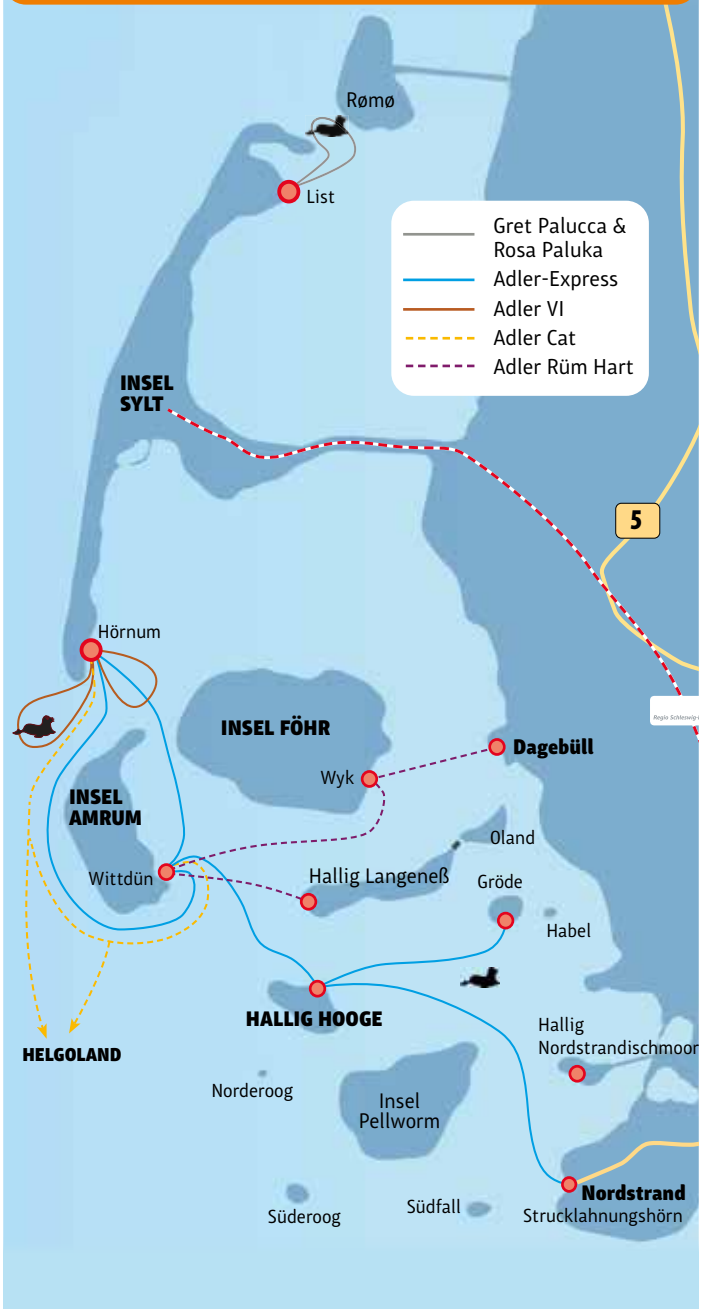 Rømø
List
Gret Palucca &
Rosa Paluka
Adler-Express
Adler VI
Adler Cat
Adler Rüm Hart
INSEL
SYLT
5
Hörnum
Regio Schleswig-
INSEL FÖHR
Dagebüll
Wyk
INSEL
AMRUM
Oland
Wittdün
Hallig Langeneß
Gröde
Habel
HALLIG HOOGE
Hallig
Nordstrandischmoor
HELGOLAND
Norderoog
Insel
Pellworm
Nordstrand
Strucklahnungshörn
Süderoog
Südfall